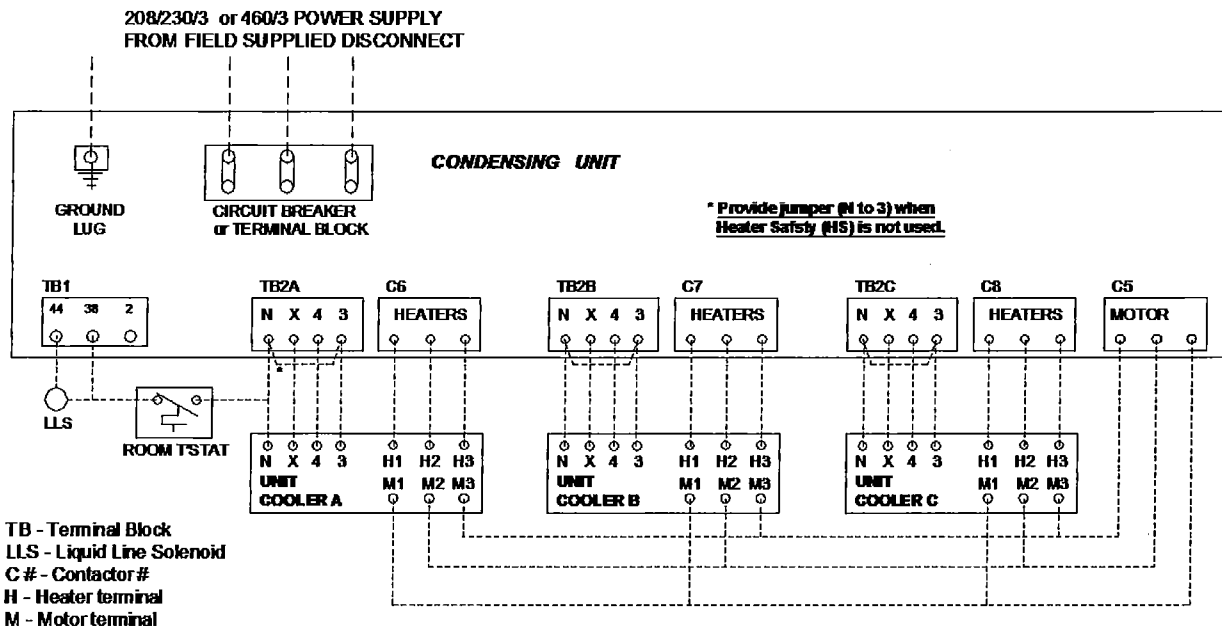 208/230/3 or 460/3 POWER SUPPLY
FROM FIELD SUPPLIED DISCONNECT
CONDENSING UNIT
GROUND
LUG
CIRCUIT BREAKER
or TERMINAL BLOCK
* Provide jumper (N to 3) when
Heater Safsty (HS) is not used.
TB1
44 38 2
TB2A
N X 4 3
C6
HEATERS
TB2B
N X 4 3
C7
HEATERS
TB2C
N X 4 3
C8
HEATERS
C5
MOTOR
*
LLS
ROOM T'STAT
N X 4 3 H1 H2 H3
UNIT M1 M2 M3
COOLER A
N X 4 3 H1 H2 H3
UNIT M1 M2 M3
COOLER B
N X 4 3 H1 H2 H3
UNIT M1 M2 M3
COOLER C
TB - Terminal Block
LLS - Liquid Line Solenoid
C # - Contactor #
H - Heater terminal
M - Motor terminal